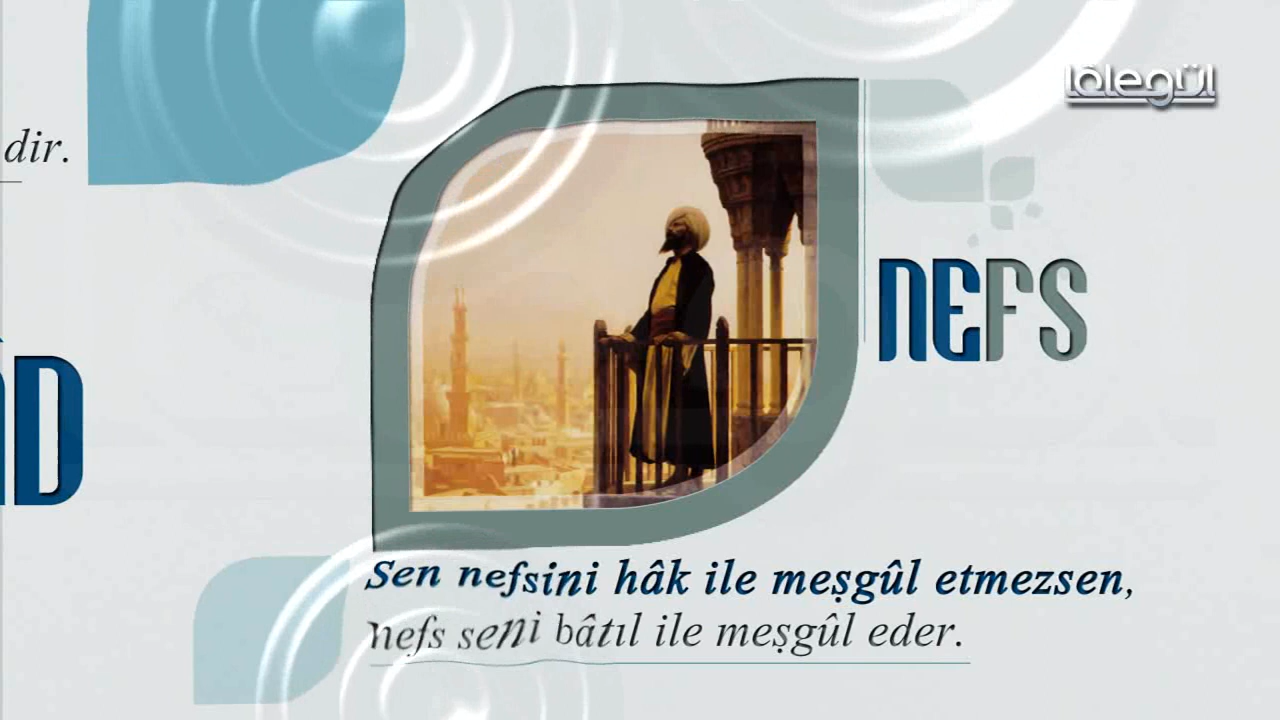 lâlegül
dir.
NEFS
D
Sen nefsini hâk ile meşgûl etmezsen,
nefs seni bâtıl ile meşgûl eder.